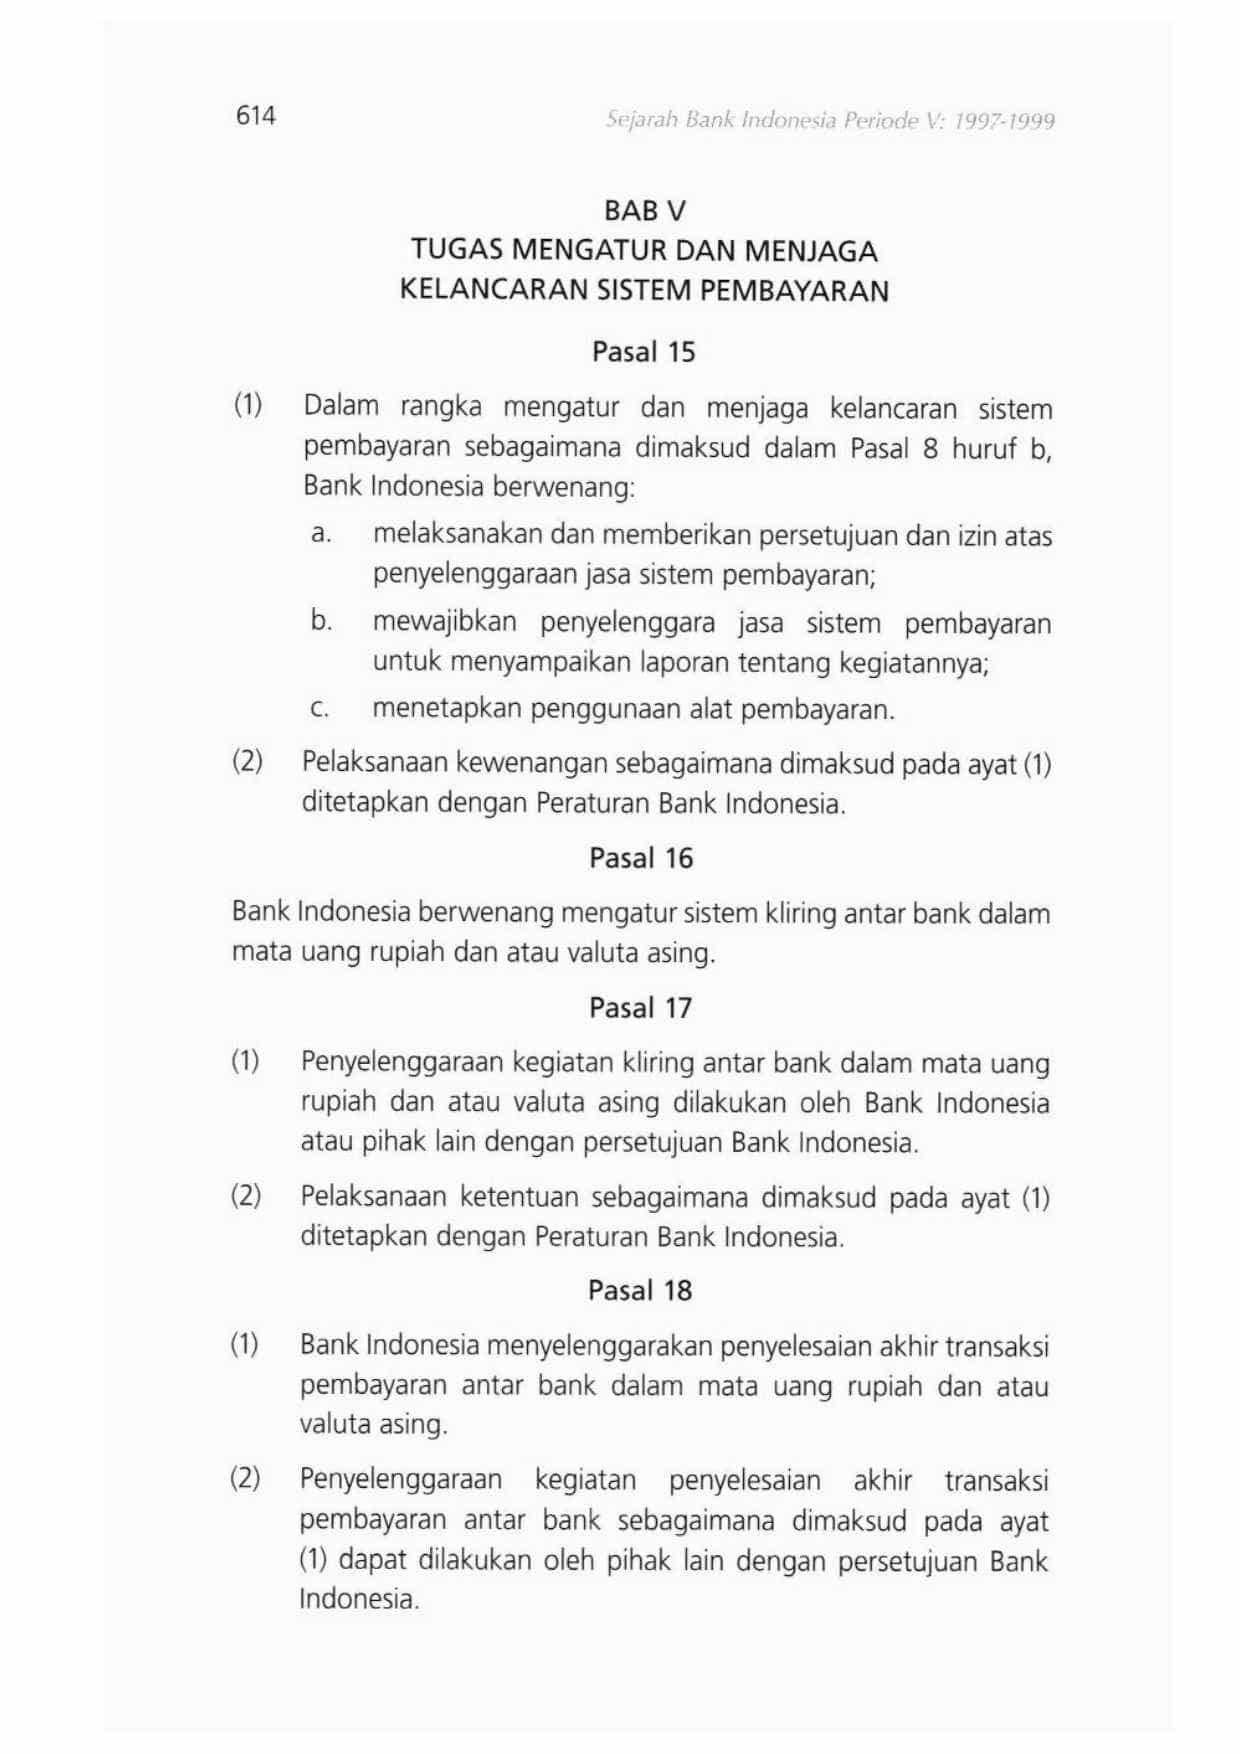 614
Sejarah Bank Indonesia Periode V: 1997-1999
BAB V
TUGAS MENGATUR DAN MENJAGA
KELANCARAN SISTEM PEMBAYARAN
Pasal 15
(1) Dalam rangka mengatur dan menjaga kelancaran sistem
pembayaran sebagaimana dimaksud dalam Pasal 8 huruf b,
Bank Indonesia berwenang:
a. melaksanakan dan memberikan persetujuan dan izin atas
penyelenggaraan jasa sistem pembayaran;
b. mewajibkan penyelenggara jasa sistem pembayaran
untuk menyampaikan laporan tentang kegiatannya;
c. menetapkan penggunaan alat pembayaran.
(2) Pelaksanaan kewenangan sebagaimana dimaksud pada ayat (1)
ditetapkan dengan Peraturan Bank Indonesia.
Pasal 16
Bank Indonesia berwenang mengatur sistem kliring antar bank dalam
mata uang rupiah dan atau valuta asing.
Pasal 17
(1) Penyelenggaraan kegiatan kliring antar bank dalam mata uang
rupiah dan atau valuta asing dilakukan oleh Bank Indonesia
atau pihak lain dengan persetujuan Bank Indonesia.
(2) Pelaksanaan ketentuan sebagaimana dimaksud pada ayat (1)
ditetapkan dengan Peraturan Bank Indonesia.
Pasal 18
(1) Bank Indonesia menyelenggarakan penyelesaian akhir transaksi
pembayaran antar bank dalam mata uang rupiah dan atau
valuta asing.
(2) Penyelenggaraan kegiatan penyelesaian akhir transaksi
pembayaran antar bank sebagaimana dimaksud pada ayat
(1) dapat dilakukan oleh pihak lain dengan persetujuan Bank
Indonesia.